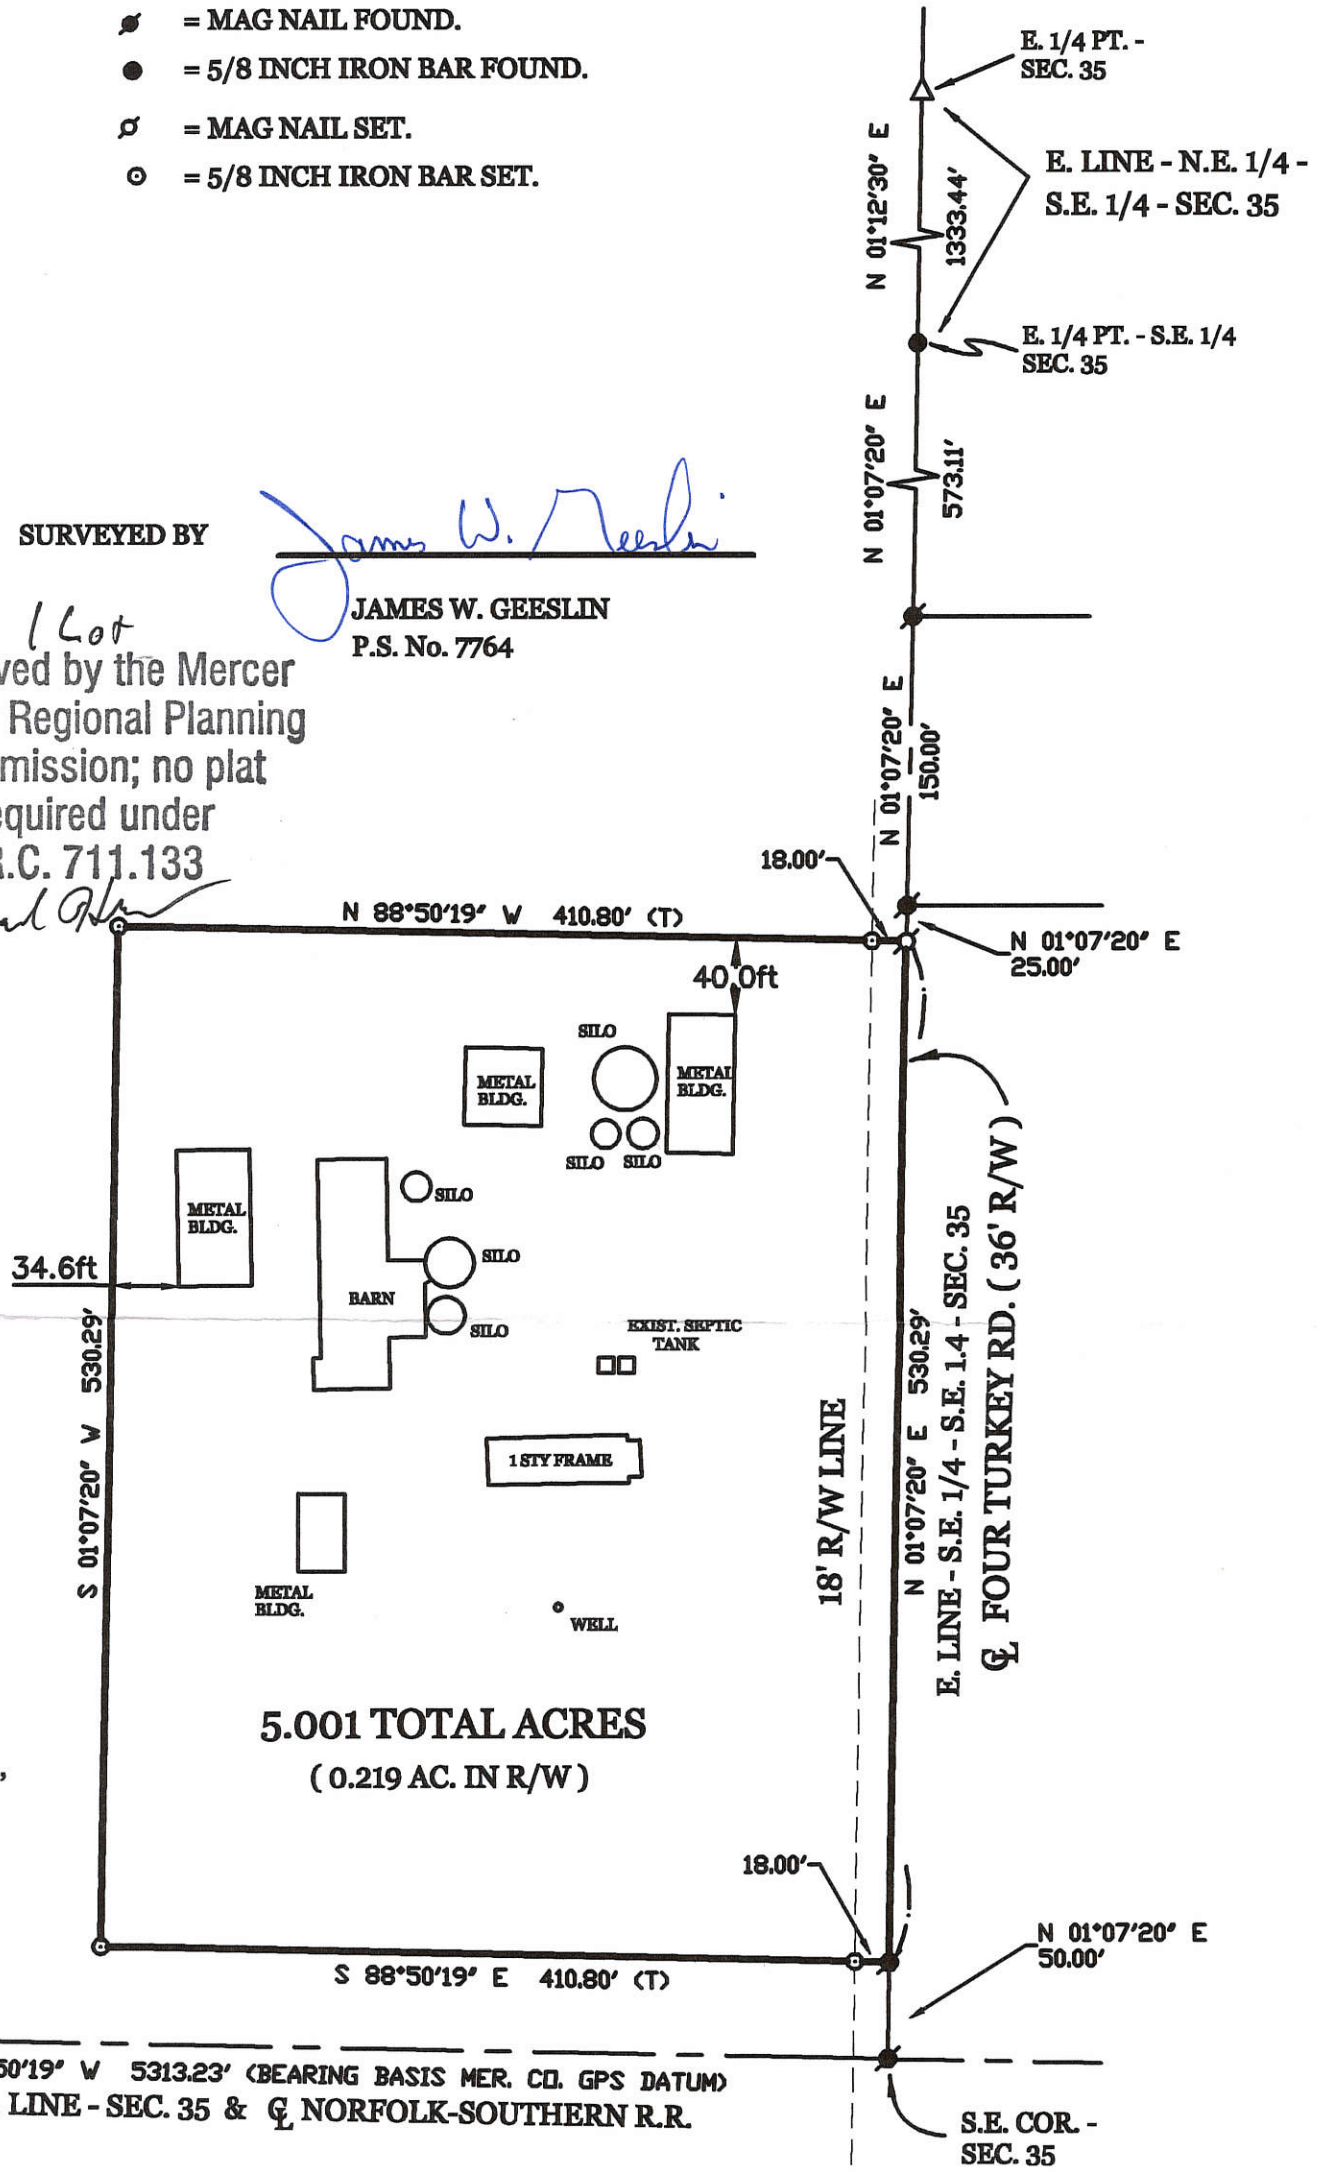 = MAG NAIL FOUND.
= 5/8 INCH IRON BAR FOUND.
= MAG NAIL SET.
= 5/8 INCH IRON BAR SET.
E. 1/4 PT. -
SEC. 35
N 01°12'30" E
1333.44'
E. LINE - N.E. 1/4 -
S.E. 1/4 - SEC. 35
E. 1/4 PT. - S.E. 1/4
SEC. 35
N 01°07'20" E
573.11'
SURVEYED BY
James W. Geeslin
JAMES W. GEESLIN
P.S. No. 7764
1 Lot
ved by the Mercer
Regional Planning
mission; no plat
equired under
R.C. 711.133
N 01°07'20" E
150.00'
18.00'
N 88°50'19" W 410.80' (T)
N 01°07'20" E
25.00'
40.0ft
SILO
METAL
BLDG.
METAL
BLDG.
SILO SILO
METAL
BLDG.
SILO
34.6ft
SILO
BARN
SILO
EXIST. SEPTIC
TANK
S 01°07'20" W 530.29'
1 STY FRAME
METAL
BLDG.
WELL
18' R/W LINE
N 01°07'20" E 530.29'
E. LINE - S.E. 1/4 - S.E. 1.4 - SEC. 35
℄ FOUR TURKEY RD. ( 36' R/W )
5.001 TOTAL ACRES
( 0.219 AC. IN R/W )
,
18.00'
S 88°50'19" E 410.80' (T)
N 01°07'20" E
50.00'
50'19" W 5313.23' (BEARING BASIS MER. CO. GPS DATUM)
LINE - SEC. 35 & ℄ NORFOLK-SOUTHERN R.R.
S.E. COR. -
SEC. 35